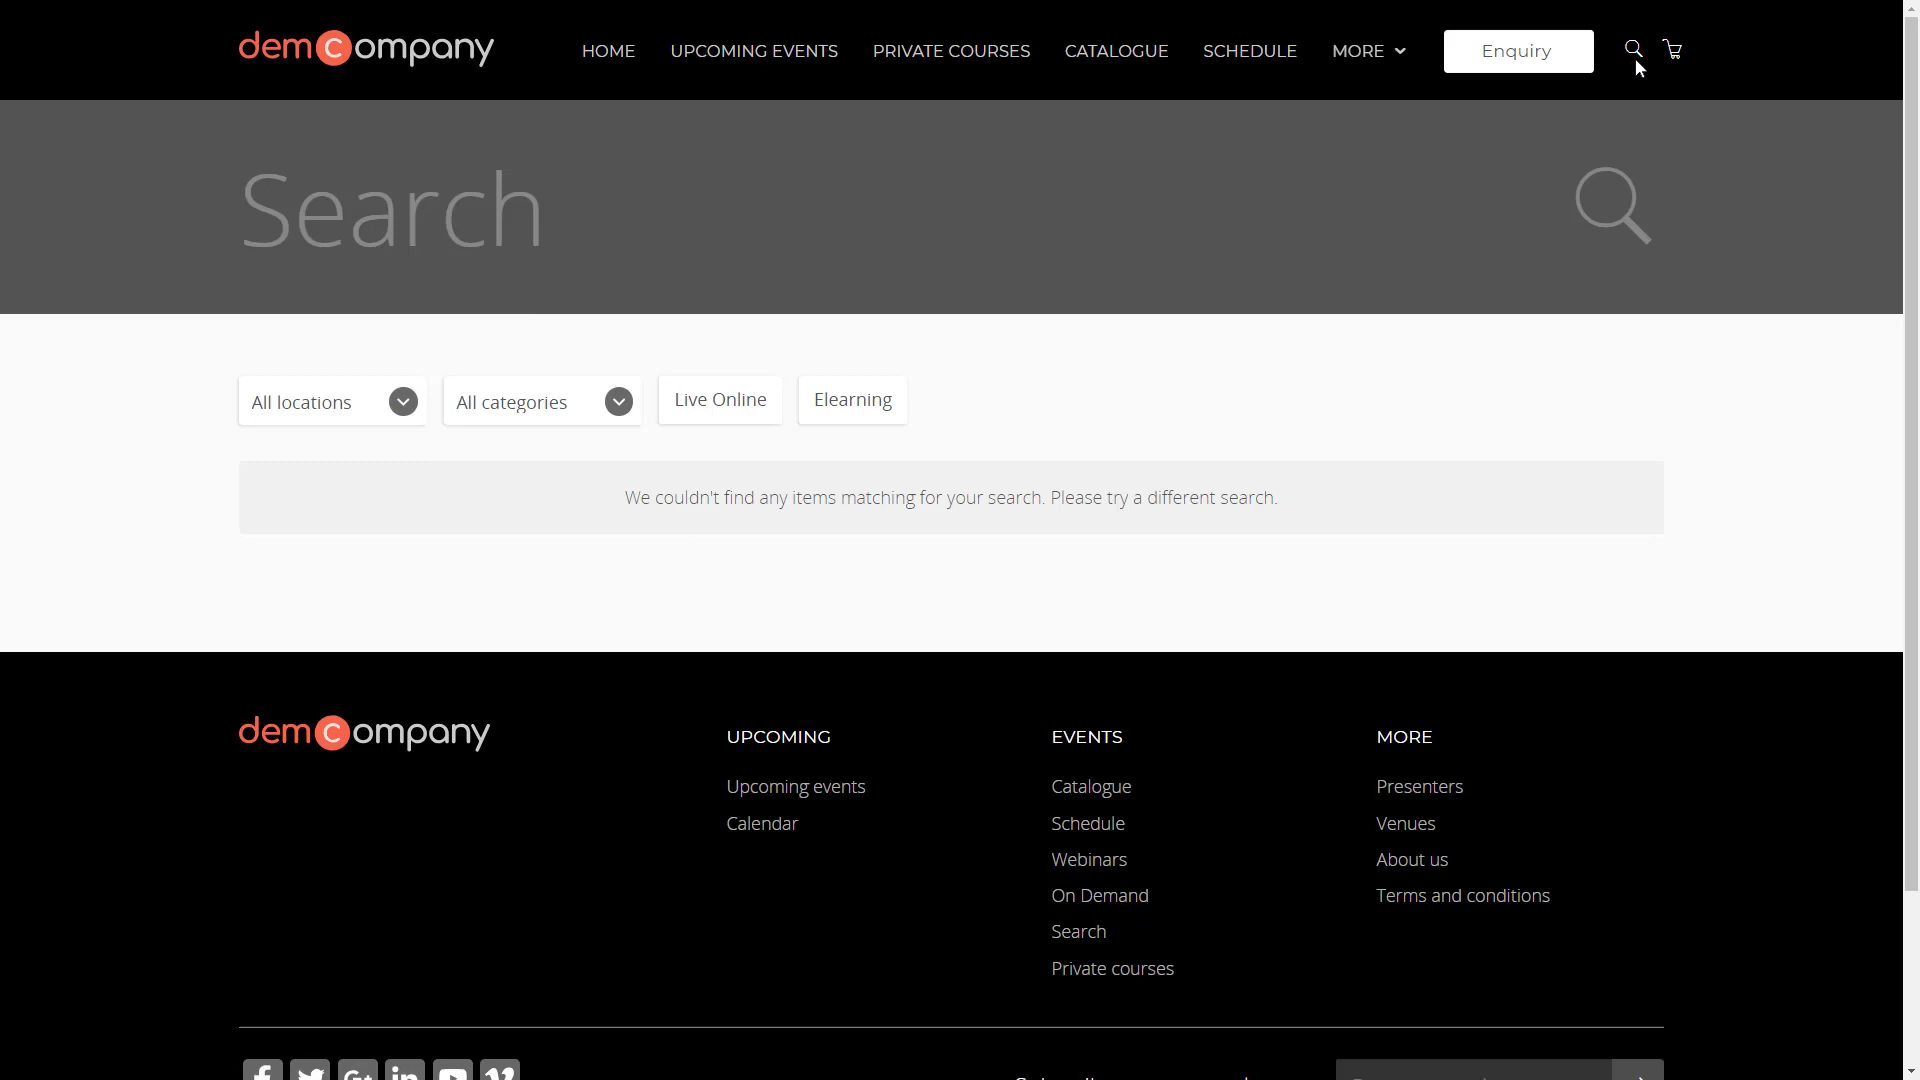 demcompany HOME UPCOMING EVENTS PRIVATE COURSES CATALOGUE SCHEDULE MORE Enquiry
Search
All locations All categories Live Online Elearning
We couldn't find any items matching for your search. Please try a different search.
demcompany
UPCOMING
Upcoming events
Calendar
EVENTS
Catalogue
Schedule
Webinars
On Demand
Search
Private courses
MORE
Presenters
Venues
About us
Terms and conditions